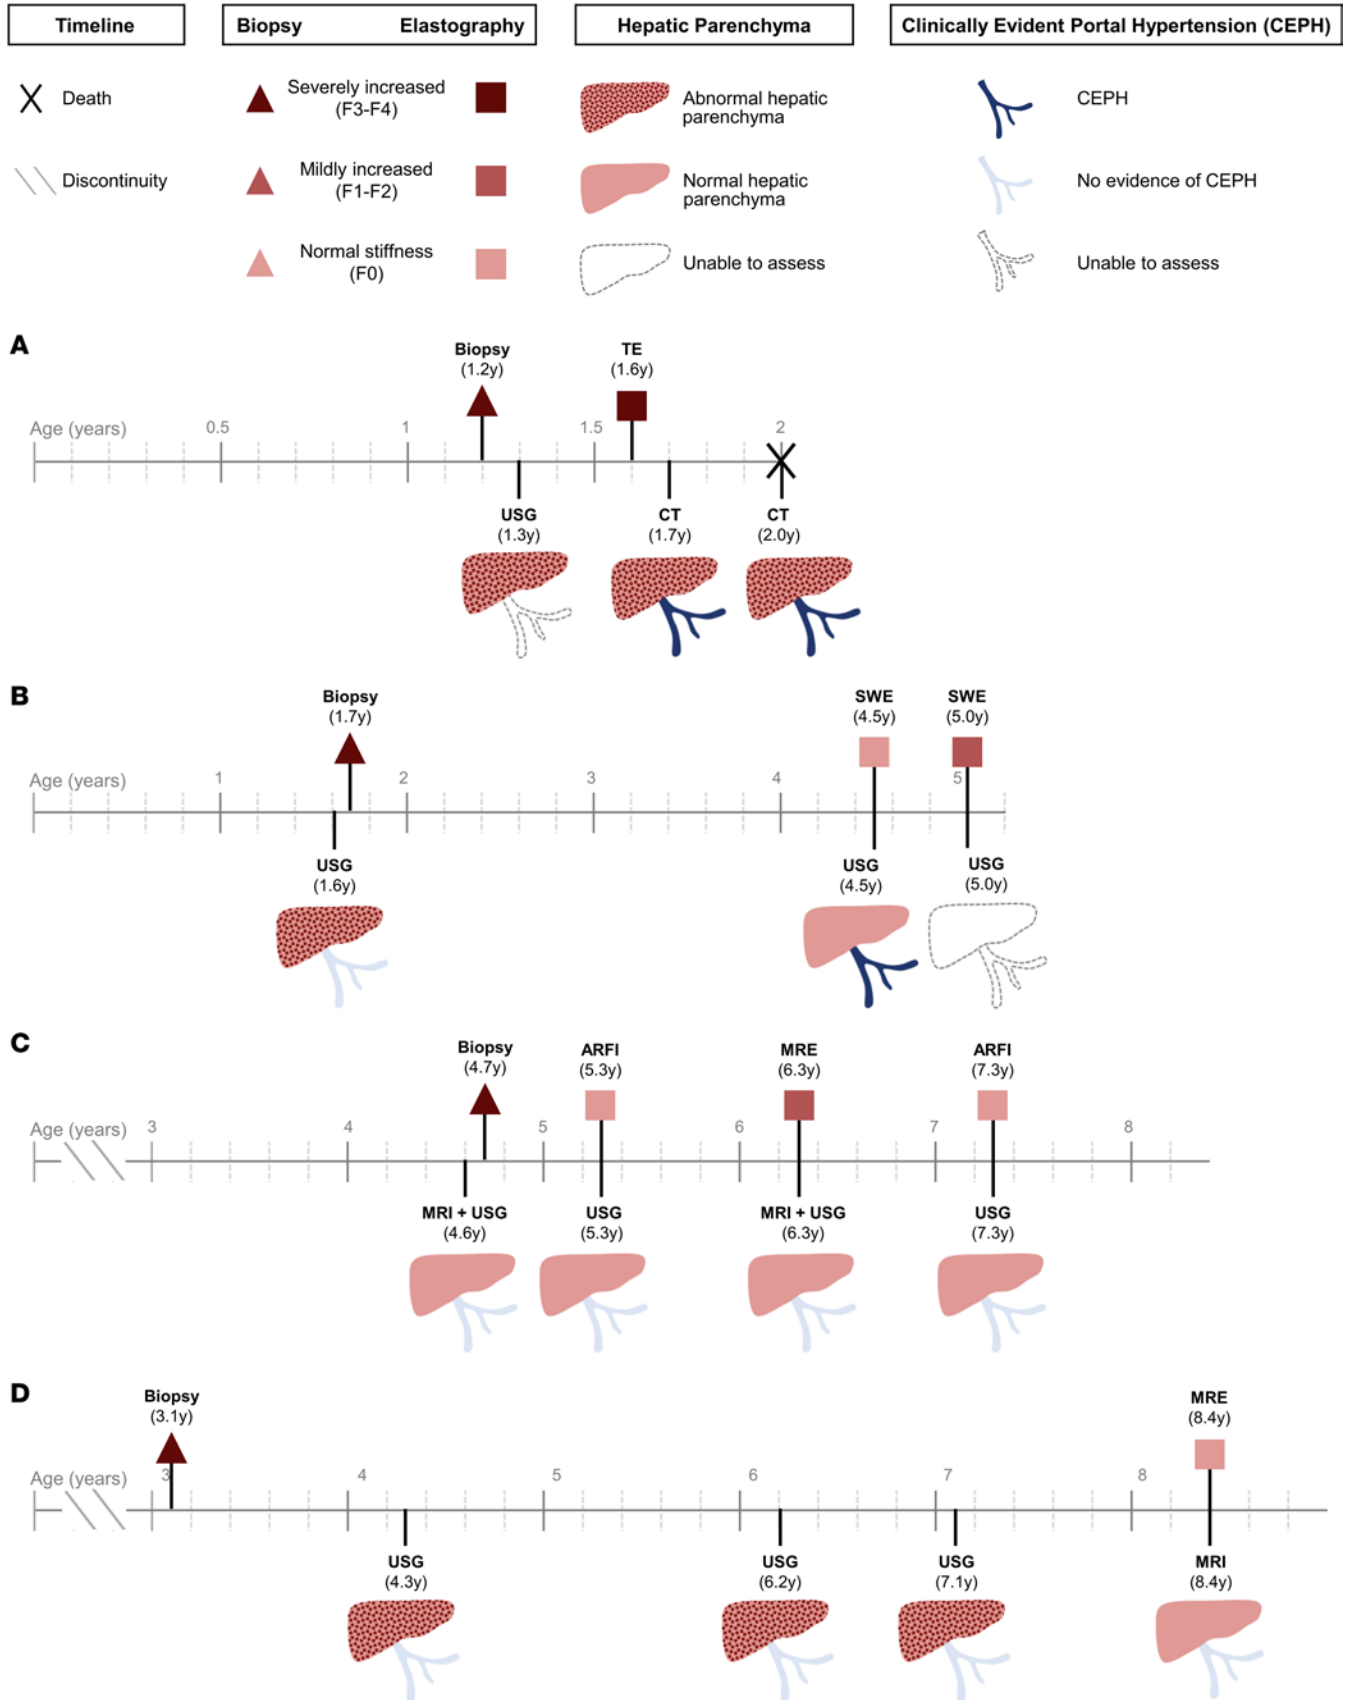 Timeline
Biopsy Elastography
Hepatic Parenchyma
Clinically Evident Portal Hypertension (CEPH)
Death
Severely increased
(F3-F4)
Abnormal hepatic
parenchyma
CEPH
Discontinuity
Mildly increased
(F1-F2)
Normal hepatic
parenchyma
No evidence of CEPH
Normal stiffness
(F0)
Unable to assess
Unable to assess
A
Biopsy
(1.2y)
TE
(1.6y)
Age (years) 0.5 1 1.5 2
USG
(1.3y)
CT
(1.7y)
CT
(2.0y)
B
Biopsy
(1.7y)
SWE
(4.5y)
SWE
(5.0y)
Age (years) 1 2 3 4 5
USG
(1.6y)
USG
(4.5y)
USG
(5.0y)
C
Biopsy
(4.7y)
ARFI
(5.3y)
MRE
(6.3y)
ARFI
(7.3y)
Age (years) 3 4 5 6 7 8
MRI + USG
(4.6y)
USG
(5.3y)
MRI + USG
(6.3y)
USG
(7.3y)
D
Biopsy
(3.1y)
MRE
(8.4y)
Age (years) 3 4 5 6 7 8
USG
(4.3y)
USG
(6.2y)
USG
(7.1y)
MRI
(8.4y)